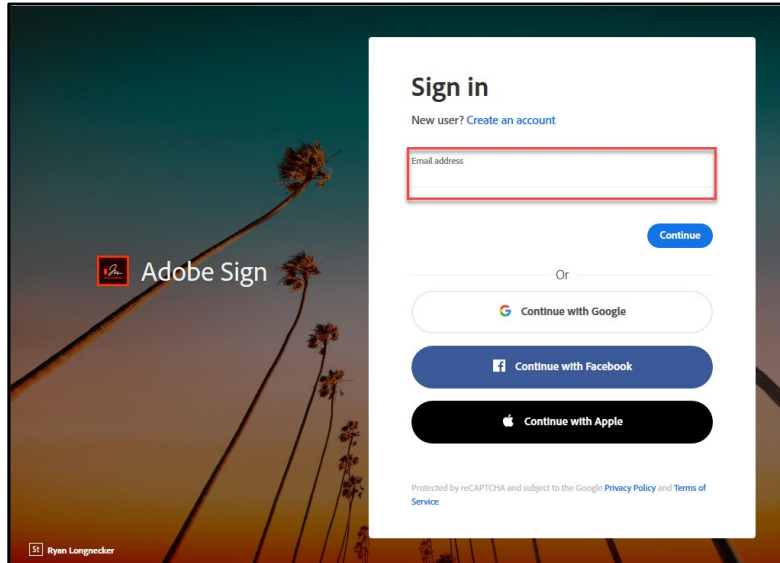 Sign in
New user? Create an account
Email address
Continue
Adobe Sign
Or
Continue with Google
Continue with Facebook
Continue with Apple
Protected by reCAPTCHA and subject to the Google Privacy Policy and Terms of
Service.
St Ryan Longnecker